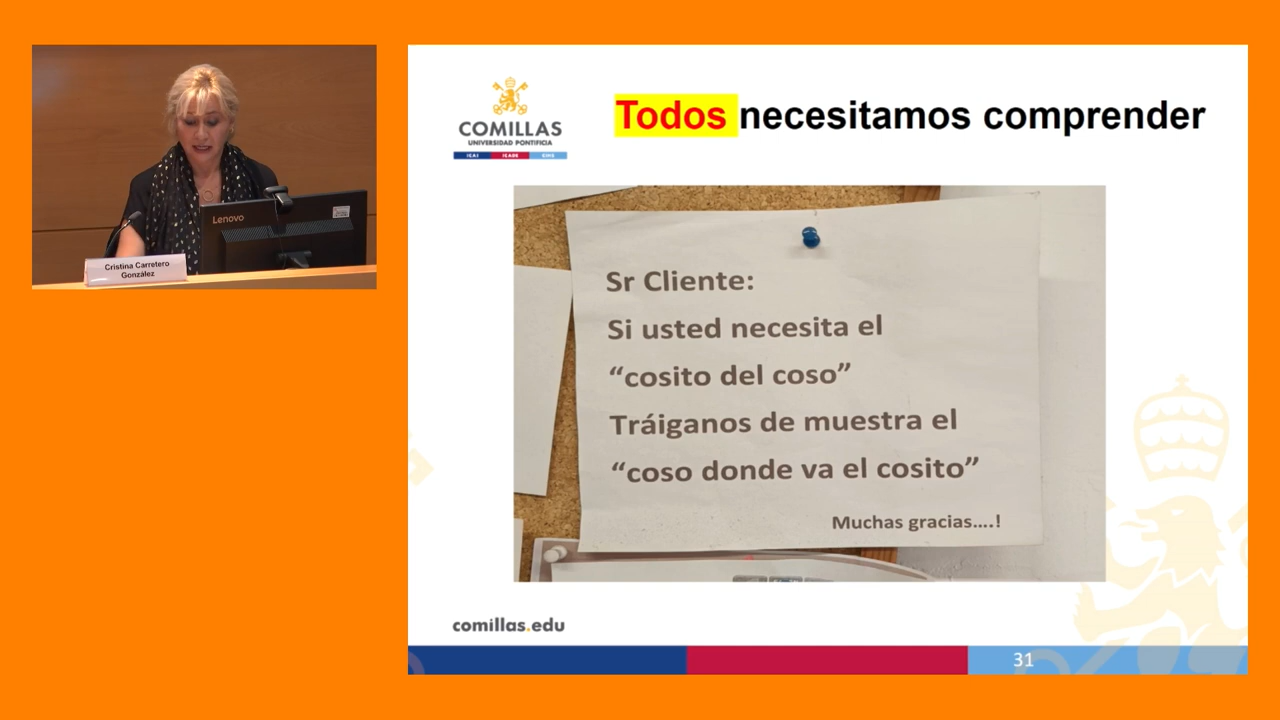 Lenovo
Cristina Carretero
González
COMILLAS
UNIVERSIDAD PONTIFICIA
ICAI ICADE CIHS
Todos necesitamos comprender
Sr Cliente:
Si usted necesita el
“cosito del coso”
Tráiganos de muestra el
“coso donde va el cosito”
Muchas gracias....!
comillas.edu
31